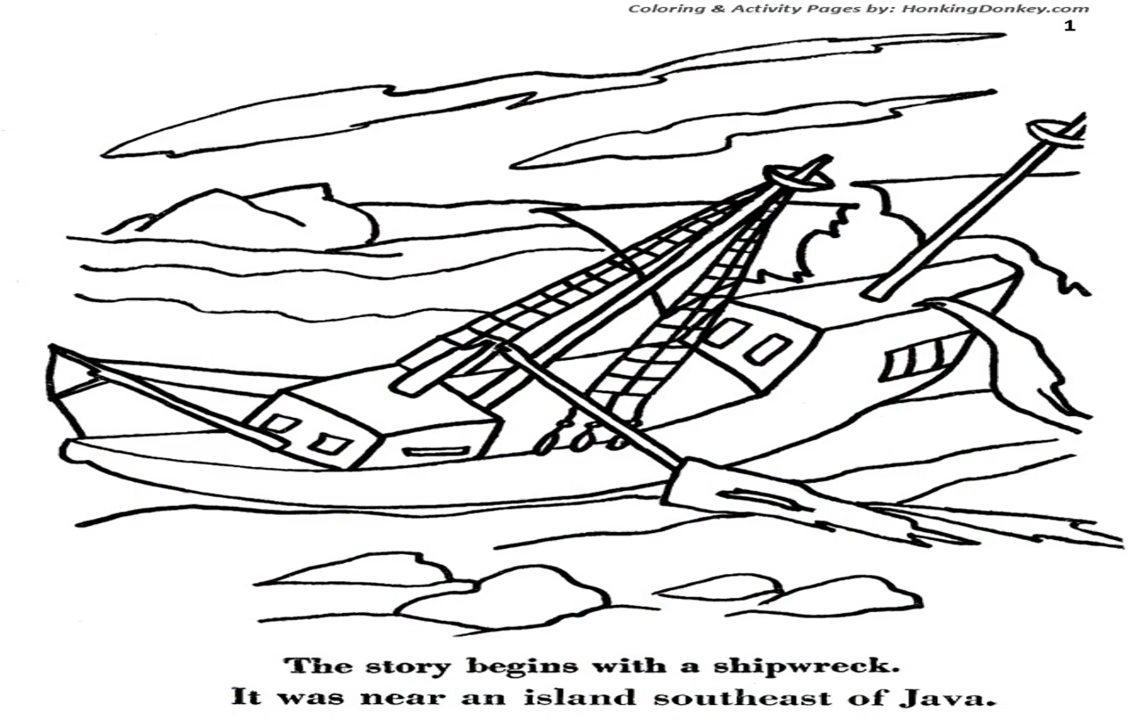 Coloring & Activity Pages by: HonkingDonkey.com
1
The story begins with a shipwreck.
It was near an island southeast of Java.